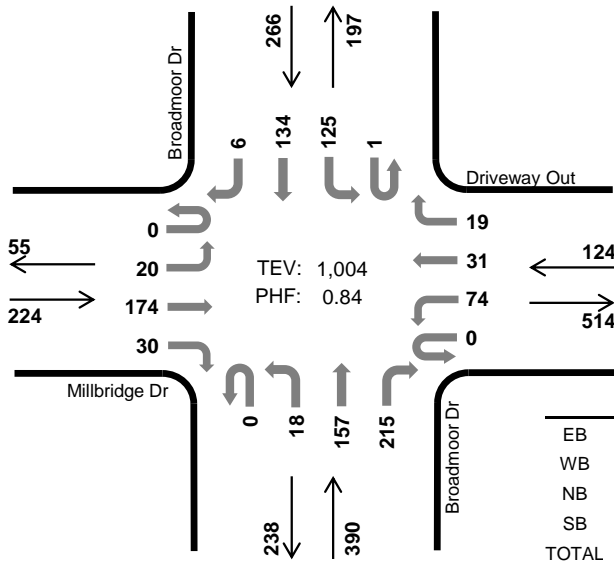 266
197
Broadmoor Dr
6
134
125
1
Driveway Out
0
19
55
20
TEV: 1,004
31
124
224
174
PHF: 0.84
74
514
30
0
Millbridge Dr
0
18
157
215
Broadmoor Dr
238
390
EB
WB
NB
SB
TOTAL